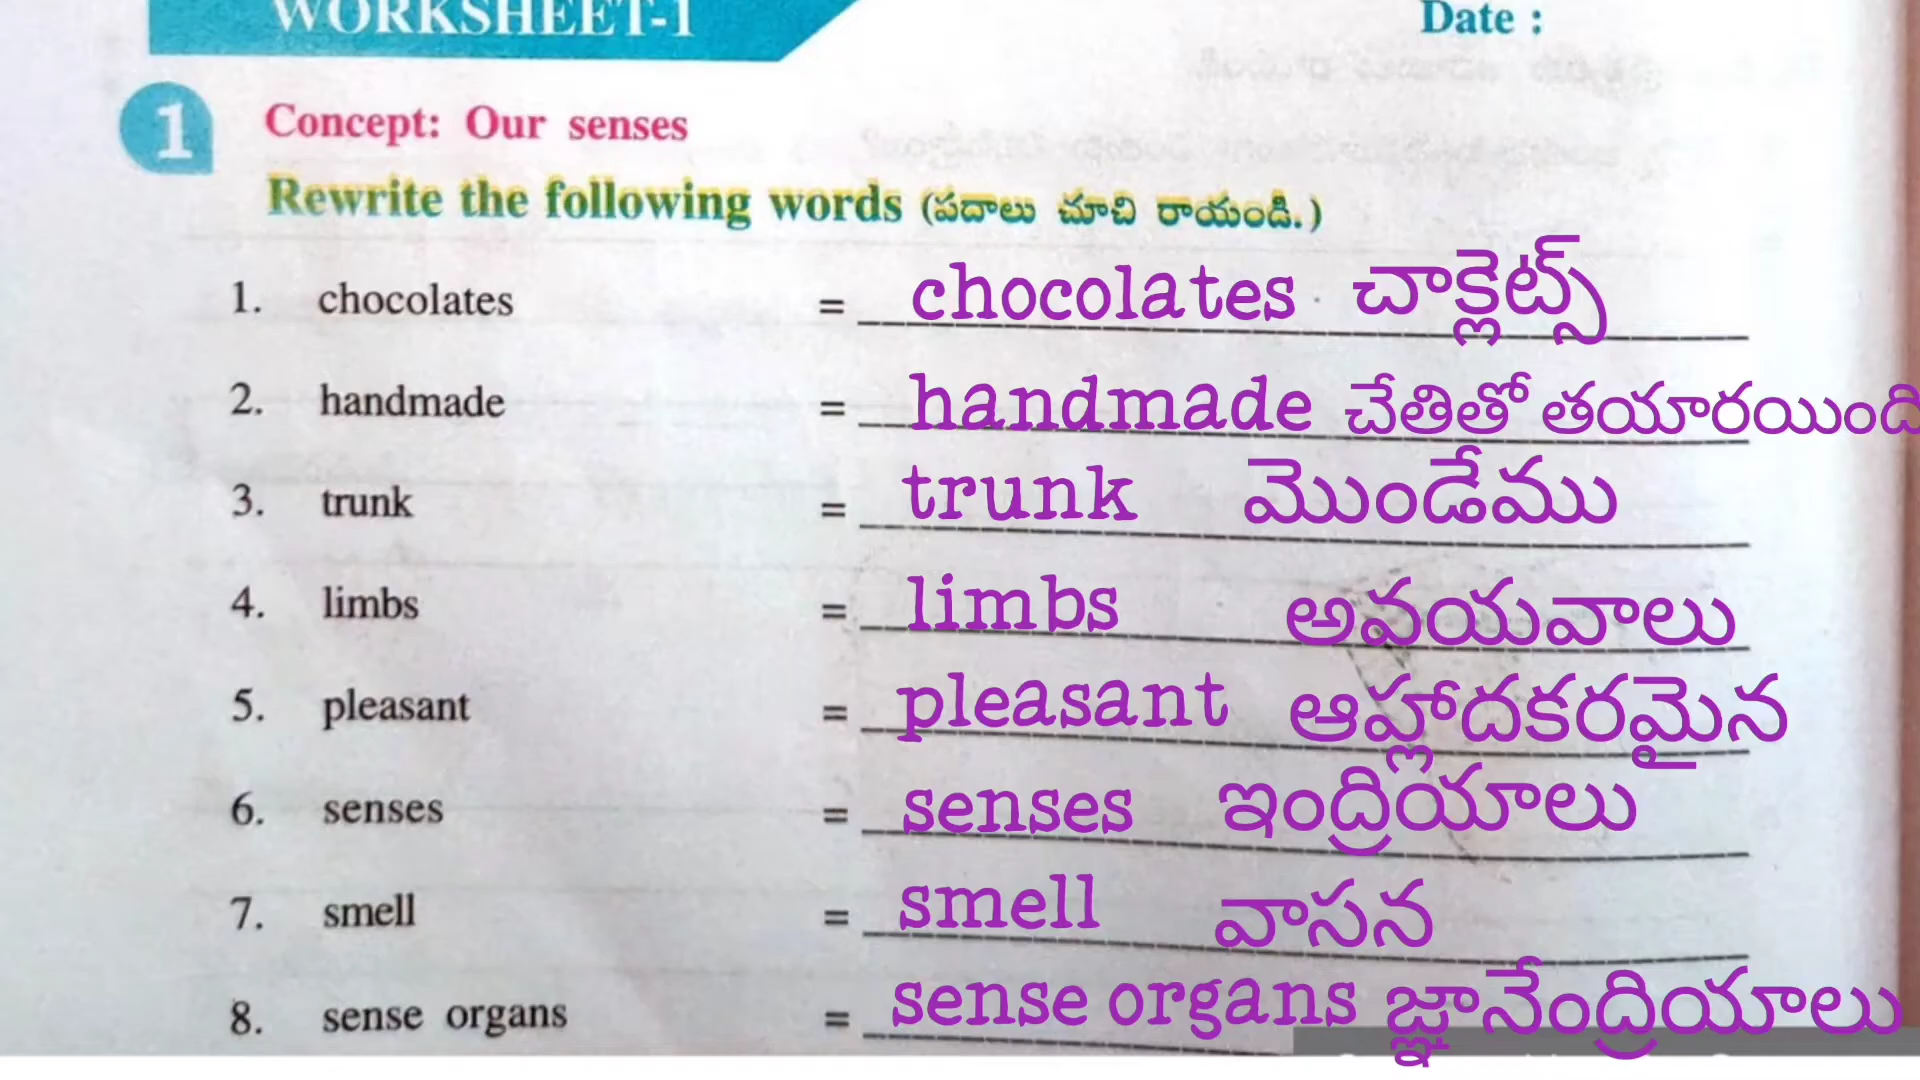 WORKSHEET-1
Date :
1
Concept: Our senses
Rewrite the following words (పదాలు చూచి రాయండి.)
1. chocolates = chocolates చాక్లెట్స్
2. handmade = handmade చేతితో తయారయింది
3. trunk = trunk మొండేము
4. limbs = limbs అవయవాలు
5. pleasant = pleasant ఆహ్లాదకరమైన
6. senses = senses ఇంద్రియాలు
7. smell = smell వాసన
8. sense organs = sense organs జ్ఞానేంద్రియాలు